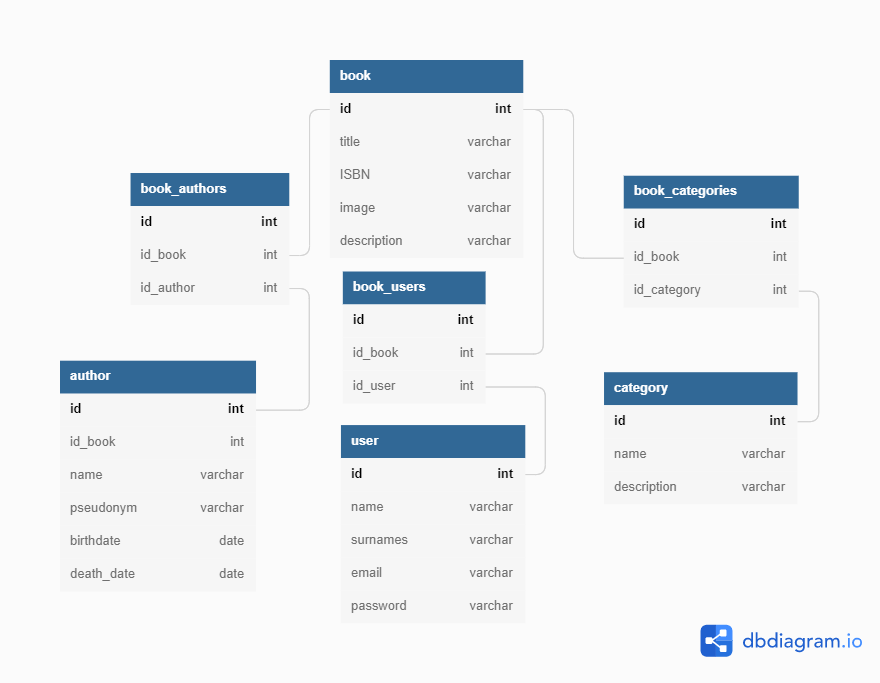 book
id int
title varchar
ISBN varchar
image varchar
description varchar
book_authors
id int
id_book int
id_author int
book_categories
id int
id_book int
id_category int
book_users
id int
id_book int
id_user int
author
id int
id_book int
name varchar
pseudonym varchar
birthdate date
death_date date
category
id int
name varchar
description varchar
user
id int
name varchar
surnames varchar
email varchar
password varchar
dbdiagram.io